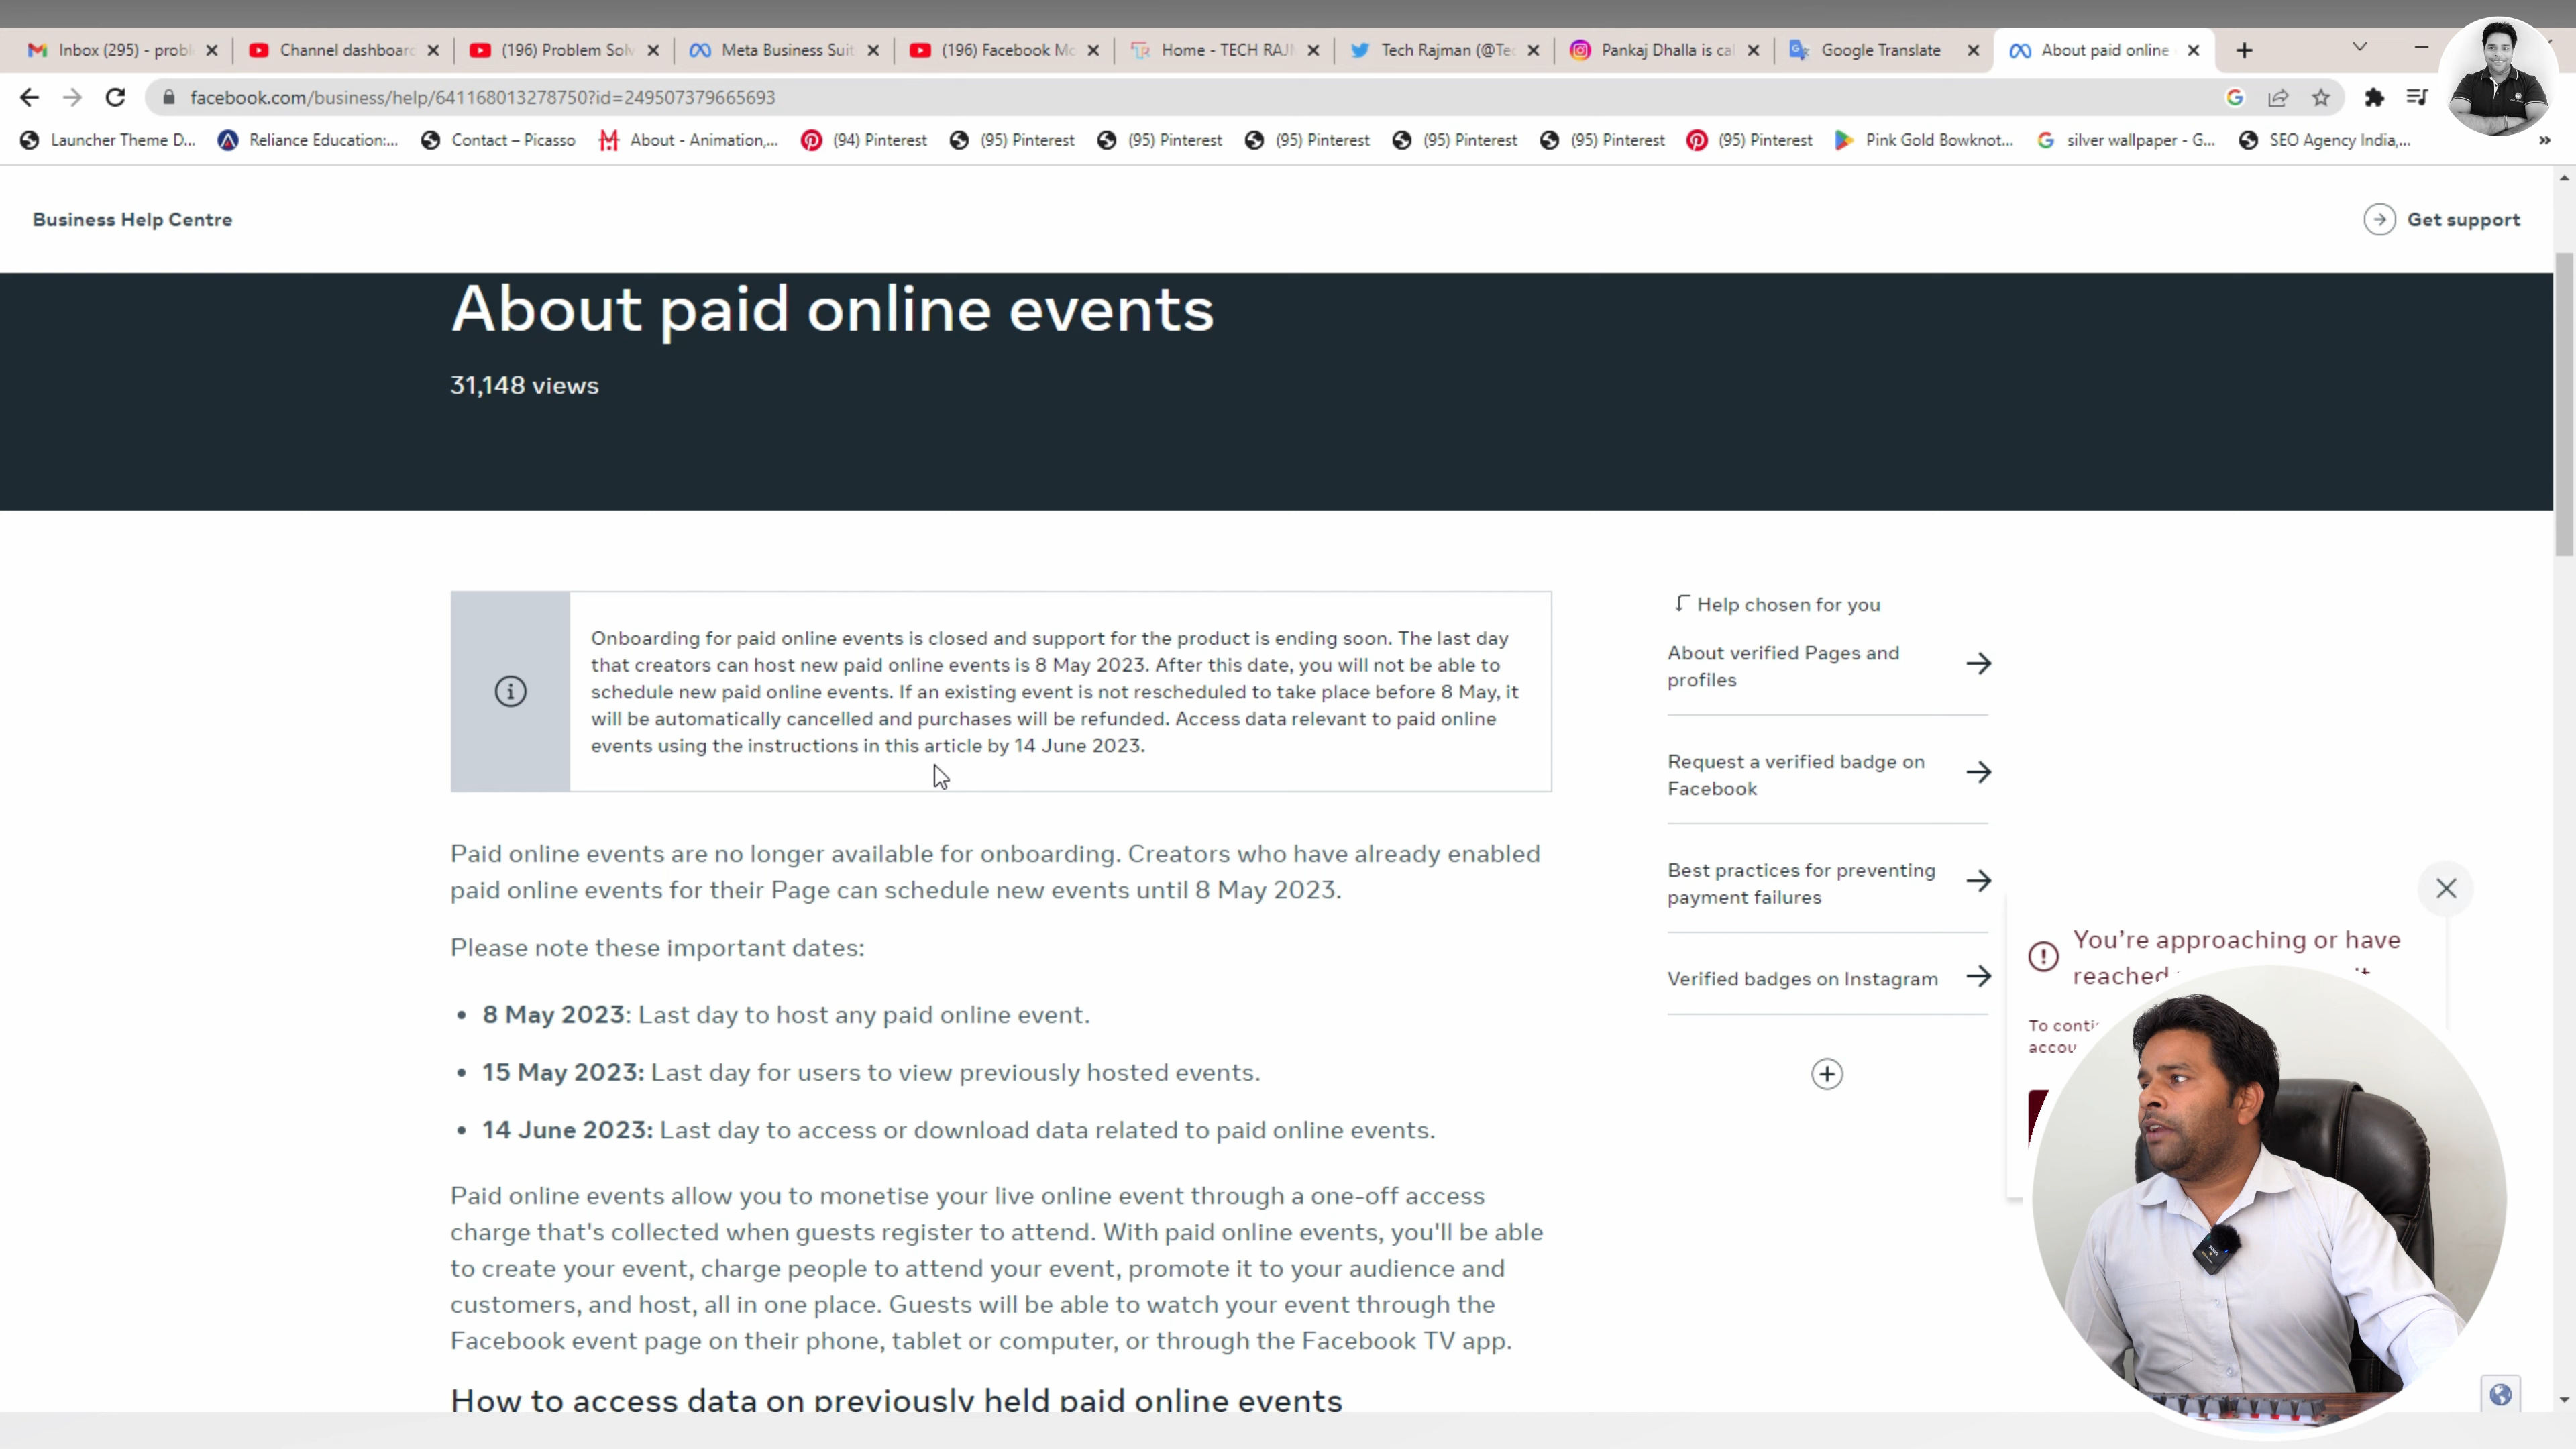 Inbox (295) - probl
Channel dashboard
(196) Problem Solv
Meta Business Suit
(196) Facebook Mo
Home - TECH RAJM
Tech Rajman (@Tec
Pankaj Dhalla is cal
Google Translate
About paid online
facebook.com/business/help/641168013278750?id=249507379665693
Launcher Theme D...
Reliance Education:...
Contact – Picasso
About - Animation,...
(94) Pinterest
(95) Pinterest
(95) Pinterest
(95) Pinterest
(95) Pinterest
(95) Pinterest
(95) Pinterest
Pink Gold Bowknot...
silver wallpaper - G...
SEO Agency India,...
»
Business Help Centre
Get support
About paid online events
31,148 views
Onboarding for paid online events is closed and support for the product is ending soon. The last day
that creators can host new paid online events is 8 May 2023. After this date, you will not be able to
schedule new paid online events. If an existing event is not rescheduled to take place before 8 May, it
will be automatically cancelled and purchases will be refunded. Access data relevant to paid online
events using the instructions in this article by 14 June 2023.
Paid online events are no longer available for onboarding. Creators who have already enabled
paid online events for their Page can schedule new events until 8 May 2023.
Please note these important dates:
• 8 May 2023: Last day to host any paid online event.
• 15 May 2023: Last day for users to view previously hosted events.
• 14 June 2023: Last day to access or download data related to paid online events.
Paid online events allow you to monetise your live online event through a one-off access
charge that's collected when guests register to attend. With paid online events, you'll be able
to create your event, charge people to attend your event, promote it to your audience and
customers, and host, all in one place. Guests will be able to watch your event through the
Facebook event page on their phone, tablet or computer, or through the Facebook TV app.
How to access data on previously held paid online events
Help chosen for you
About verified Pages and
profiles
Request a verified badge on
Facebook
Best practices for preventing
payment failures
Verified badges on Instagram
You're approaching or have
reached
To conti
accou